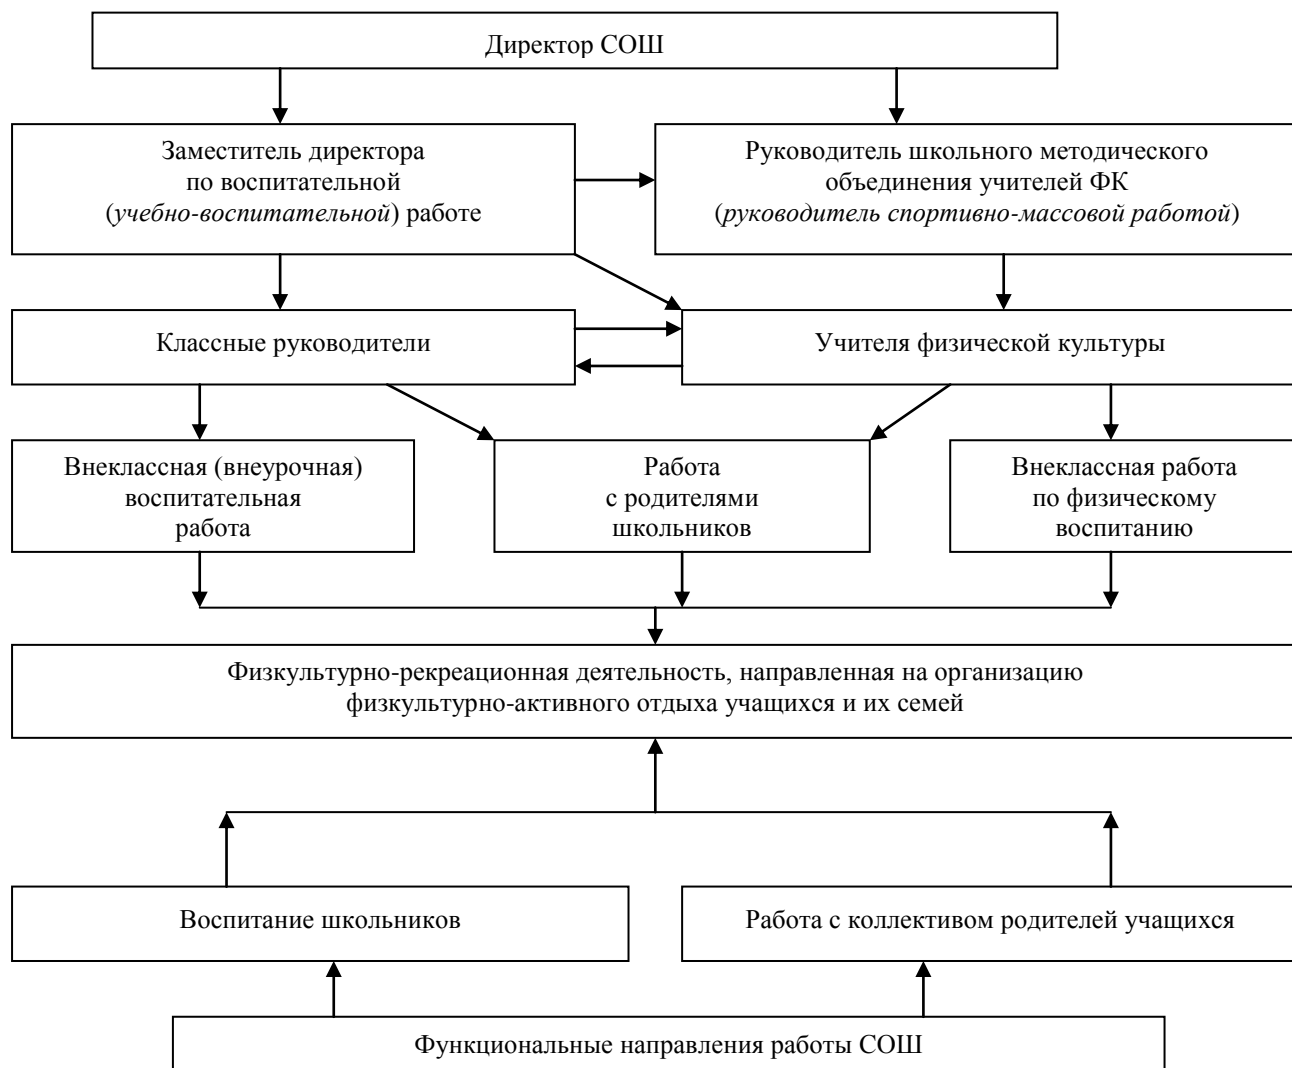 Директор СОШ
Заместитель директора
по воспитательной
(учебно-воспитательной) работе
Руководитель школьного методического
объединения учителей ФК
(руководитель спортивно-массовой работой)
Классные руководители
Учителя физической культуры
Внеклассная (внеурочная)
воспитательная
работа
Работа
с родителями
школьников
Внеклассная работа
по физическому
воспитанию
Физкультурно-рекреационная деятельность, направленная на организацию
физкультурно-активного отдыха учащихся и их семей
Воспитание школьников
Работа с коллективом родителей учащихся
Функциональные направления работы СОШ